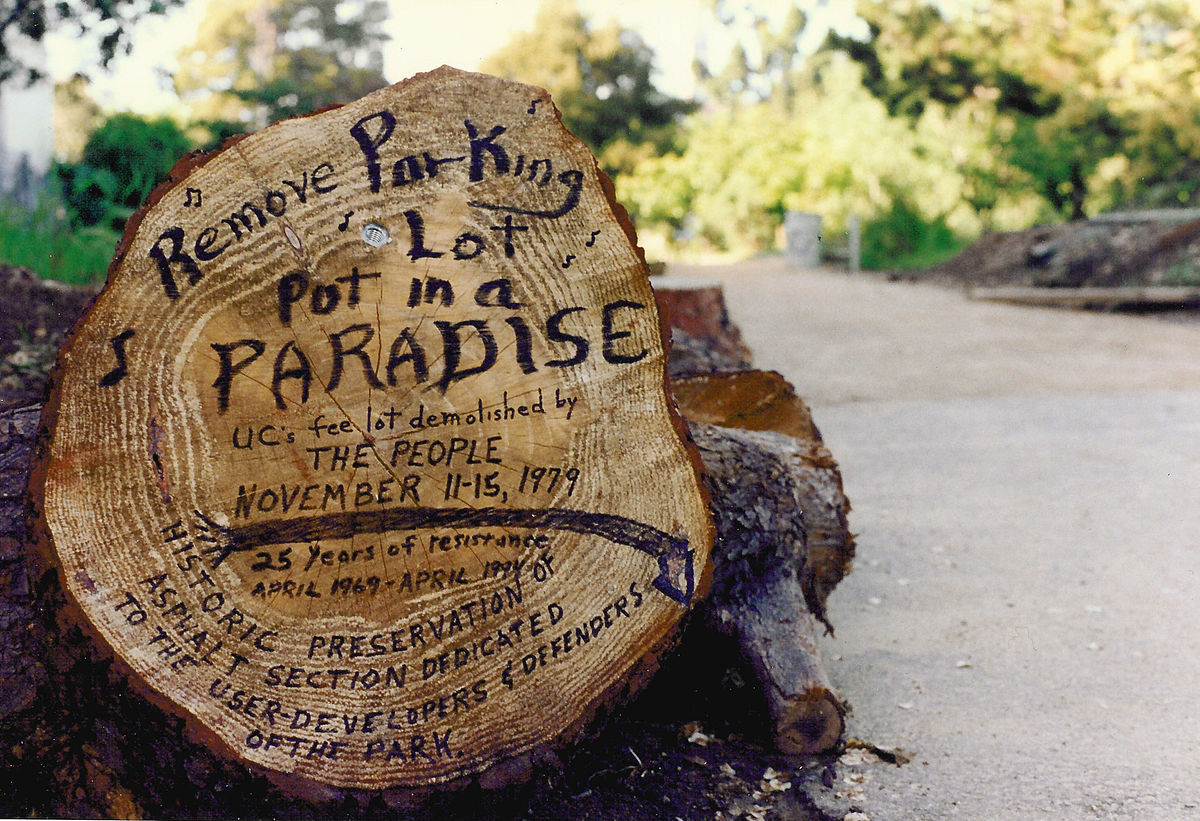 Remove Parking
Lot
Pot in a
PARADISE
UC's fee lot demolished by
THE PEOPLE
NOVEMBER 11-15, 1979
25 Years of resistance
APRIL 1969-APRIL 1994
HISTORIC PRESERVATION OF
ASPHALT SECTION DEDICATED
TO THE USER-DEVELOPERS & DEFENDERS
OF THE PARK.